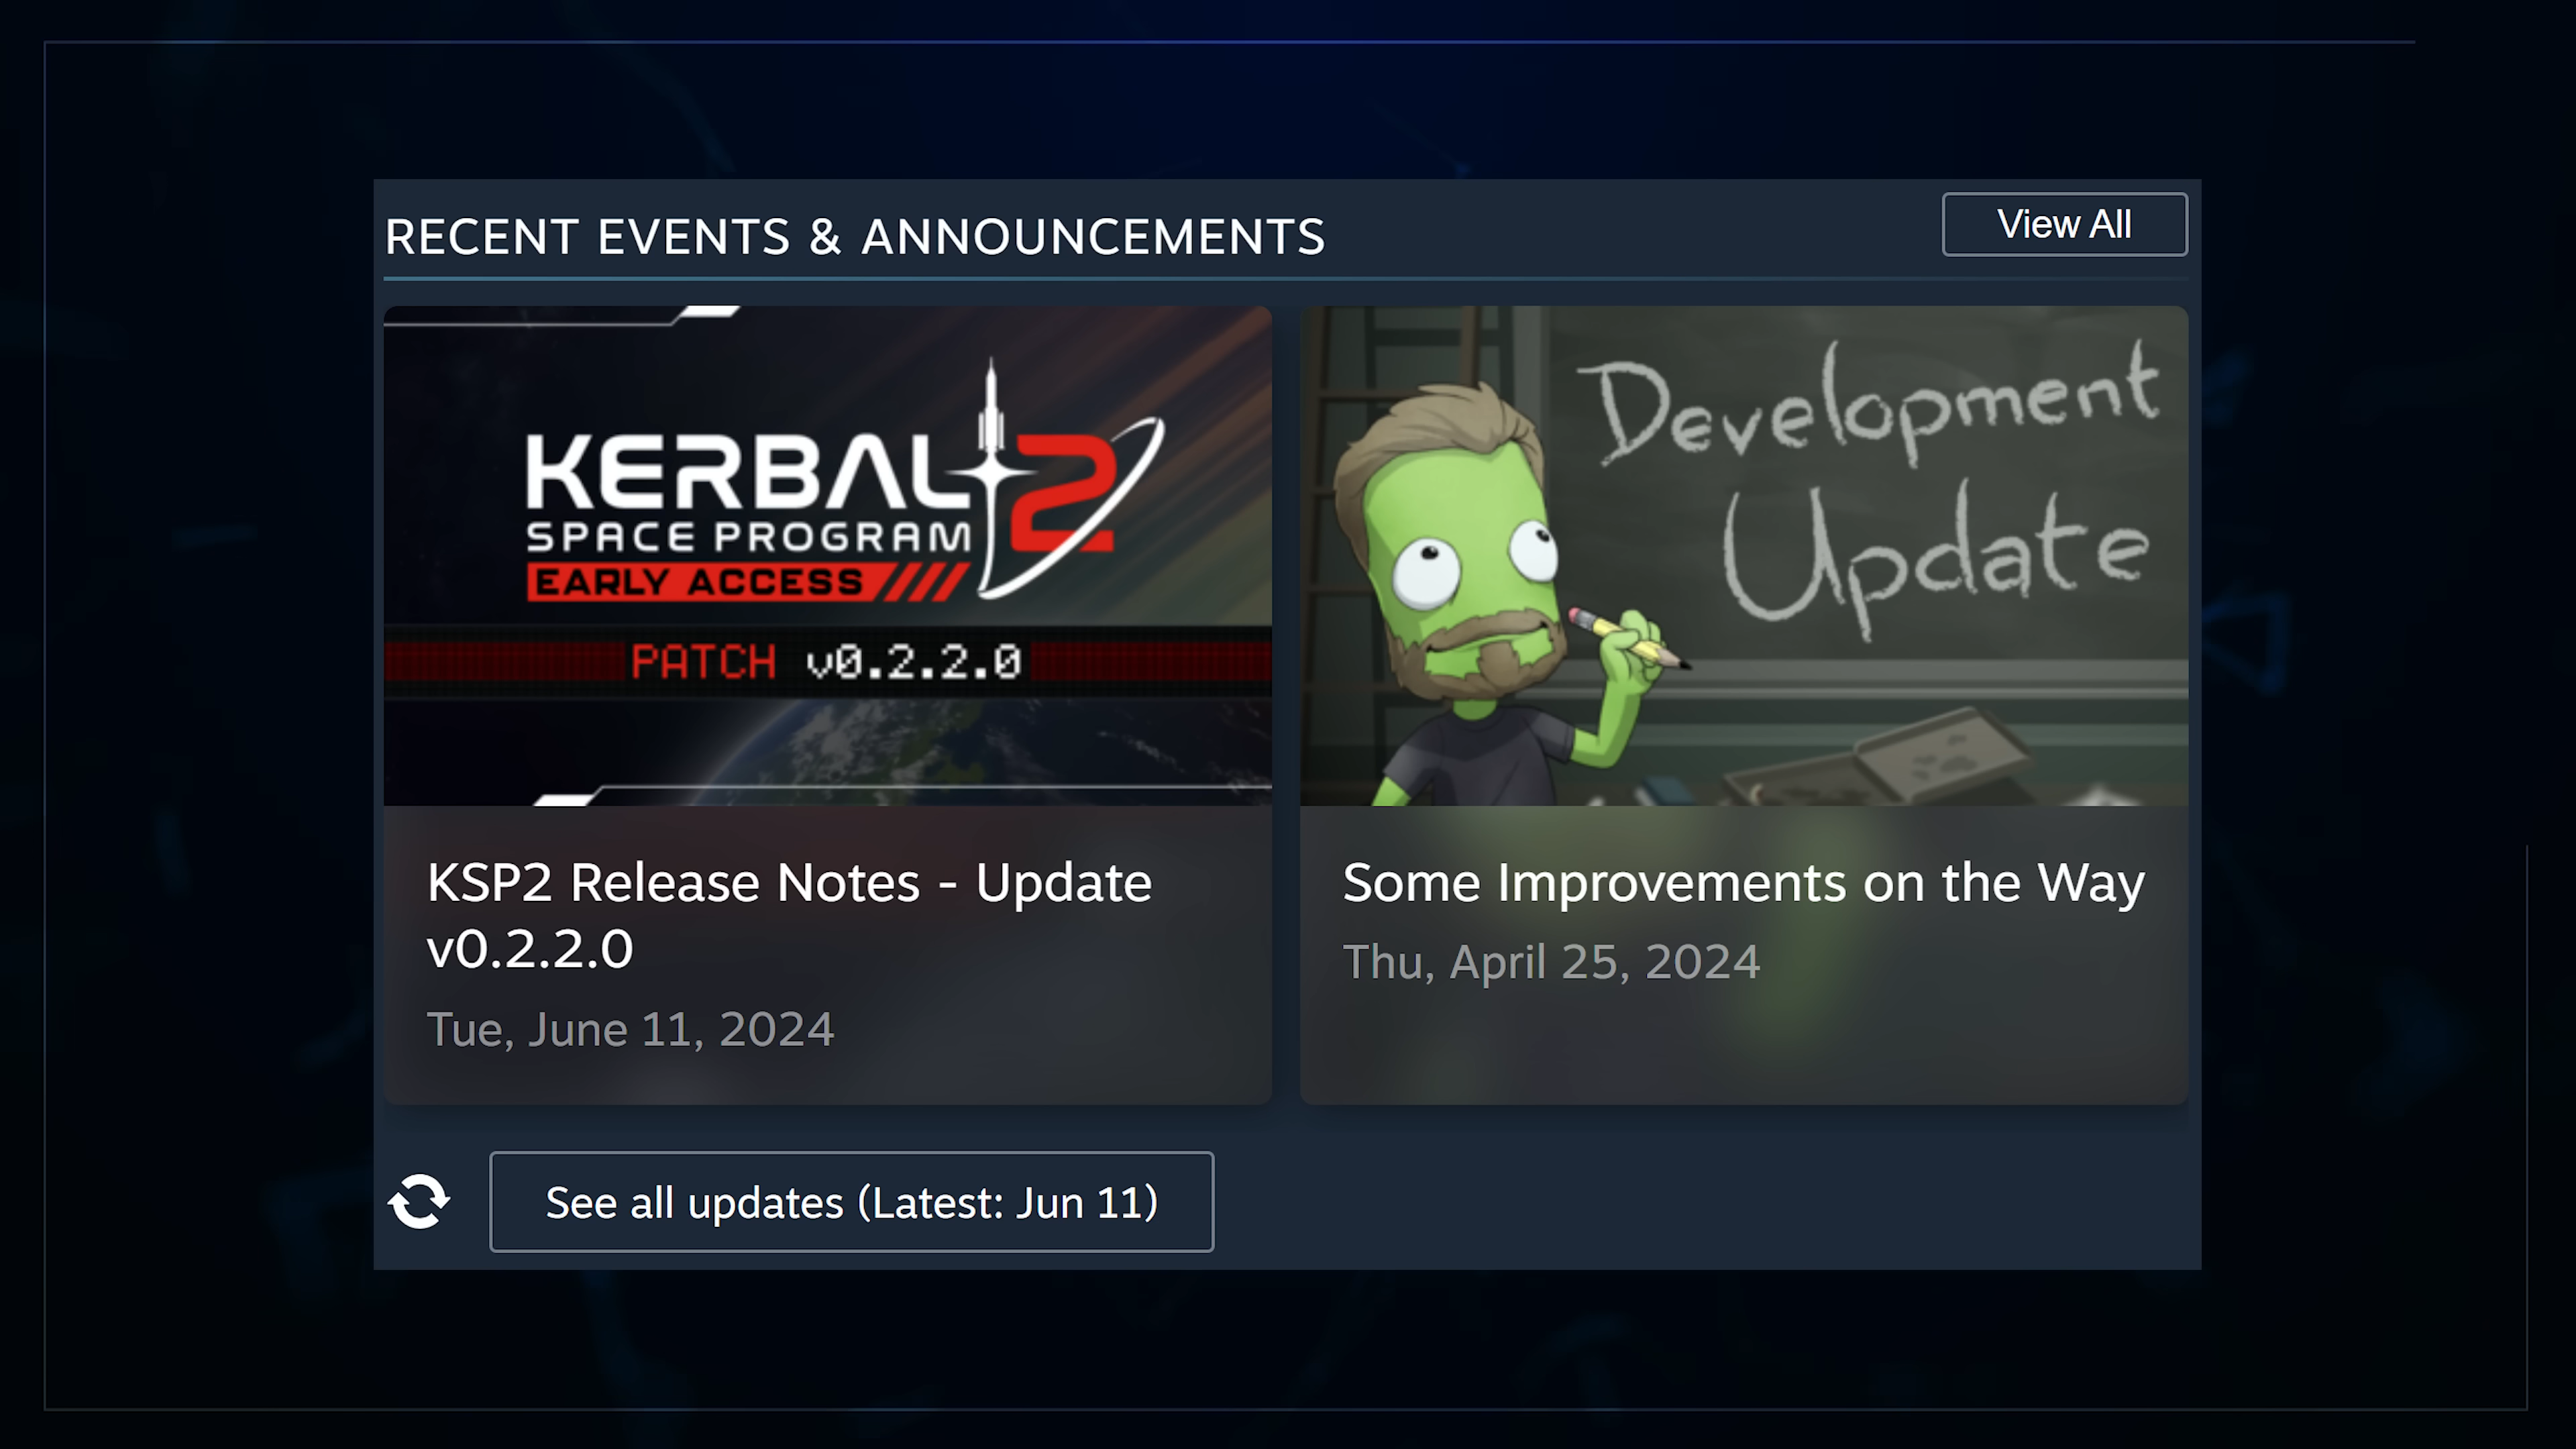 RECENT EVENTS & ANNOUNCEMENTS
View All
KERBAL 2
SPACE PROGRAM
EARLY ACCESS
PATCH v0.2.2.0
Development
Update
KSP2 Release Notes - Update
v0.2.2.0
Tue, June 11, 2024
Some Improvements on the Way
Thu, April 25, 2024
See all updates (Latest: Jun 11)